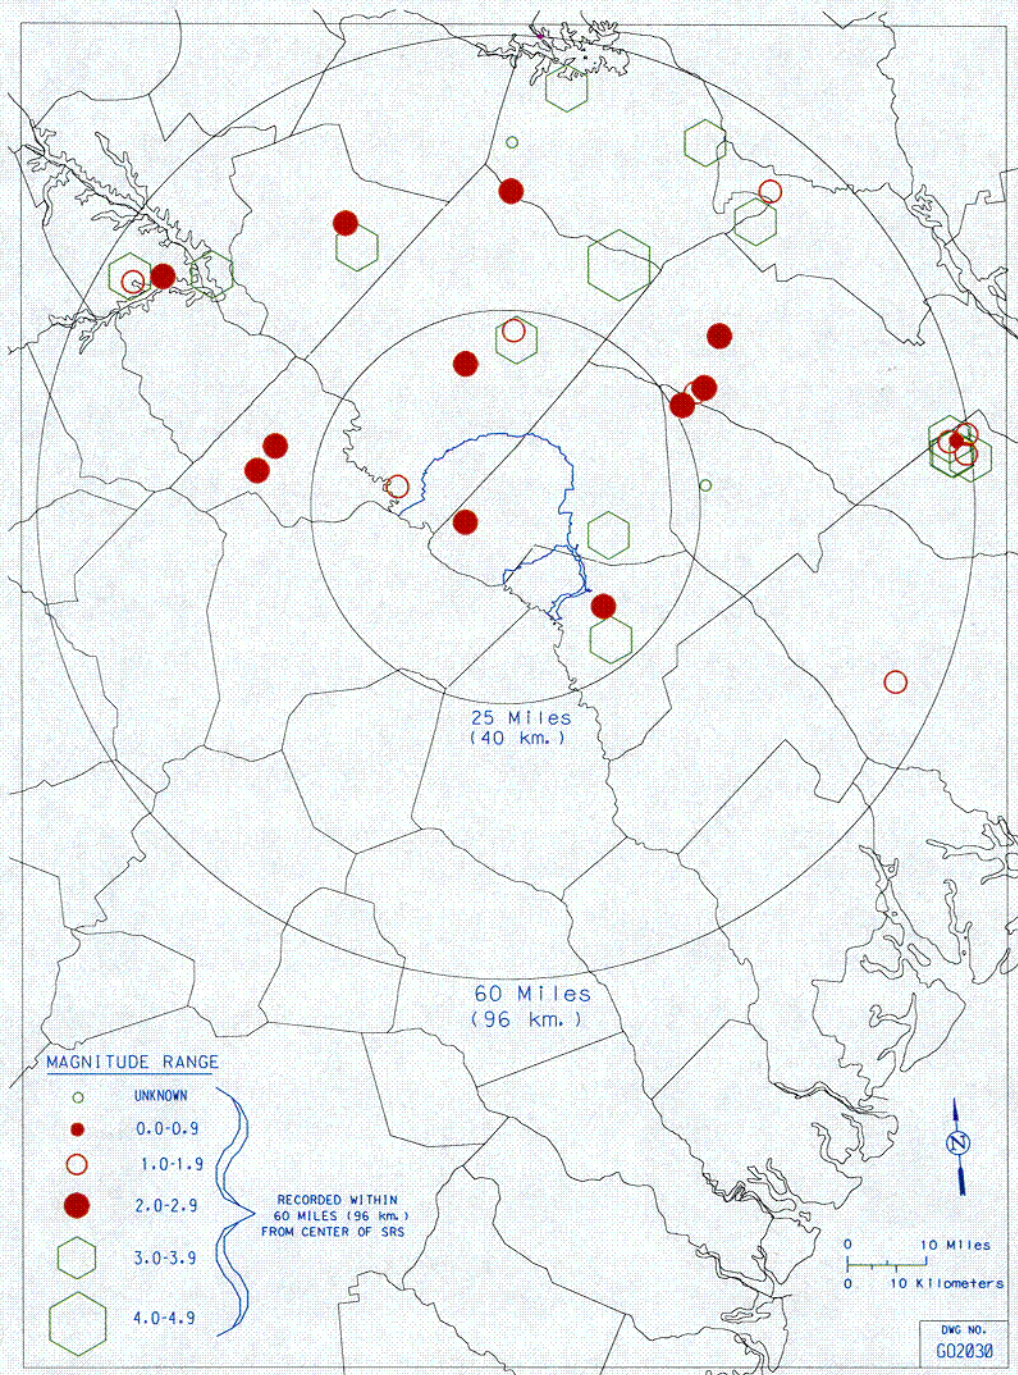 25 Miles
(40 km.)
60 Miles
(96 km.)
MAGNITUDE RANGE
UNKNOWN
0.0-0.9
1.0-1.9
2.0-2.9
3.0-3.9
4.0-4.9
RECORDED WITHIN
60 MILES (96 km.)
FROM CENTER OF SRS
N
0 10 Miles
0 10 Kilometers
DWG NO.
GO2030